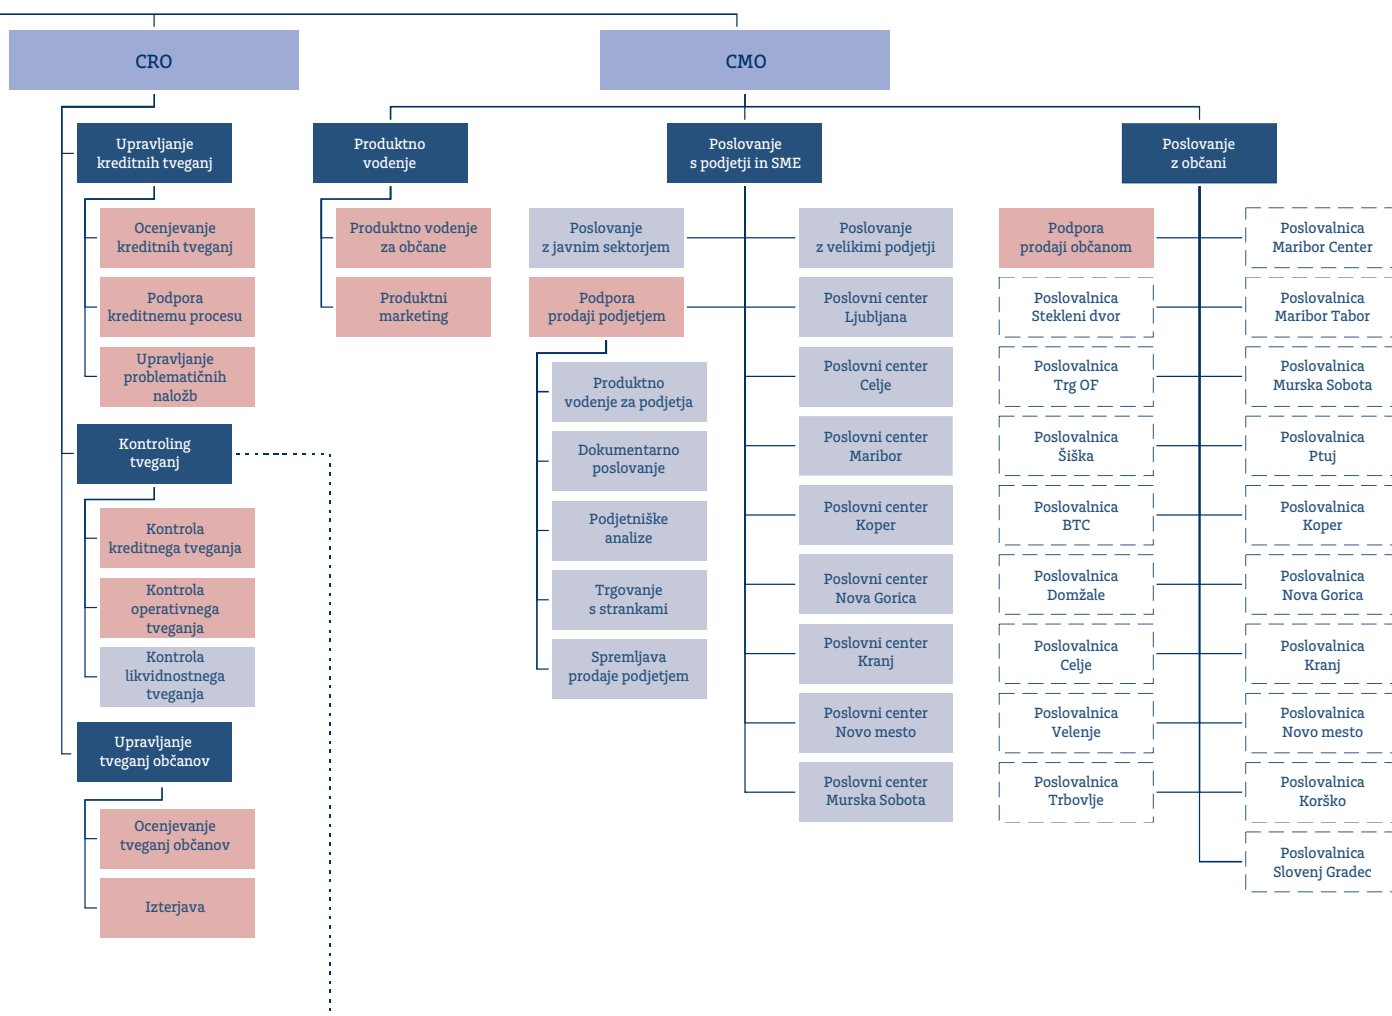 CRO
CMO
Upravljanje
kreditnih tveganj
Ocenjevanje
kreditnih tveganj
Podpora
kreditnemu procesu
Upravljanje
problematičnih
naložb
Kontroling
tveganj
Kontrola
kreditnega tveganja
Kontrola
operativnega
tveganja
Kontrola
likvidnostnega
tveganja
Upravljanje
tveganj občanov
Ocenjevanje
tveganj občanov
Izterjava
Produktno
vodenje
Produktno vodenje
za občane
Produktni
marketing
Poslovanje
s podjetji in SME
Poslovanje
z javnim sektorjem
Podpora
prodaji podjetjem
Produktno
vodenje za podjetja
Dokumentarno
poslovanje
Podjetniške
analize
Trgovanje
s strankami
Spremljava
prodaje podjetjem
Poslovanje
z velikimi podjetji
Poslovni center
Ljubljana
Poslovni center
Celje
Poslovni center
Maribor
Poslovni center
Koper
Poslovni center
Nova Gorica
Poslovni center
Kranj
Poslovni center
Novo mesto
Poslovni center
Murska Sobota
Poslovanje
z občani
Podpora
prodaji občanom
Poslovalnica
Stekleni dvor
Poslovalnica
Trg OF
Poslovalnica
Šiška
Poslovalnica
BTC
Poslovalnica
Domžale
Poslovalnica
Celje
Poslovalnica
Velenje
Poslovalnica
Trbovlje
Poslovalnica
Maribor Center
Poslovalnica
Maribor Tabor
Poslovalnica
Murska Sobota
Poslovalnica
Ptuj
Poslovalnica
Koper
Poslovalnica
Nova Gorica
Poslovalnica
Kranj
Poslovalnica
Novo mesto
Poslovalnica
Korško
Poslovalnica
Slovenj Gradec